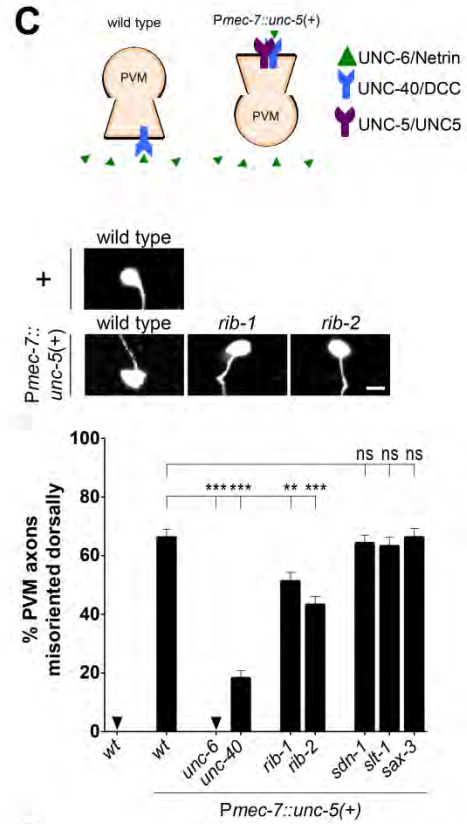 C
wild type
Pmec-7::unc-5(+)
PVM
PVM
UNC-6/Netrin
UNC-40/DCC
UNC-5/UNC5
wild type
+
wild type
rib-1
rib-2
Pmec-7::
unc-5(+)
ns ns ns
*** *** ** ***
% PVM axons
misoriented dorsally
100
80
60
40
20
0
wt
wt
unc-6
unc-40
rib-1
rib-2
sdn-1
slt-1
sax-3
Pmec-7::unc-5(+)